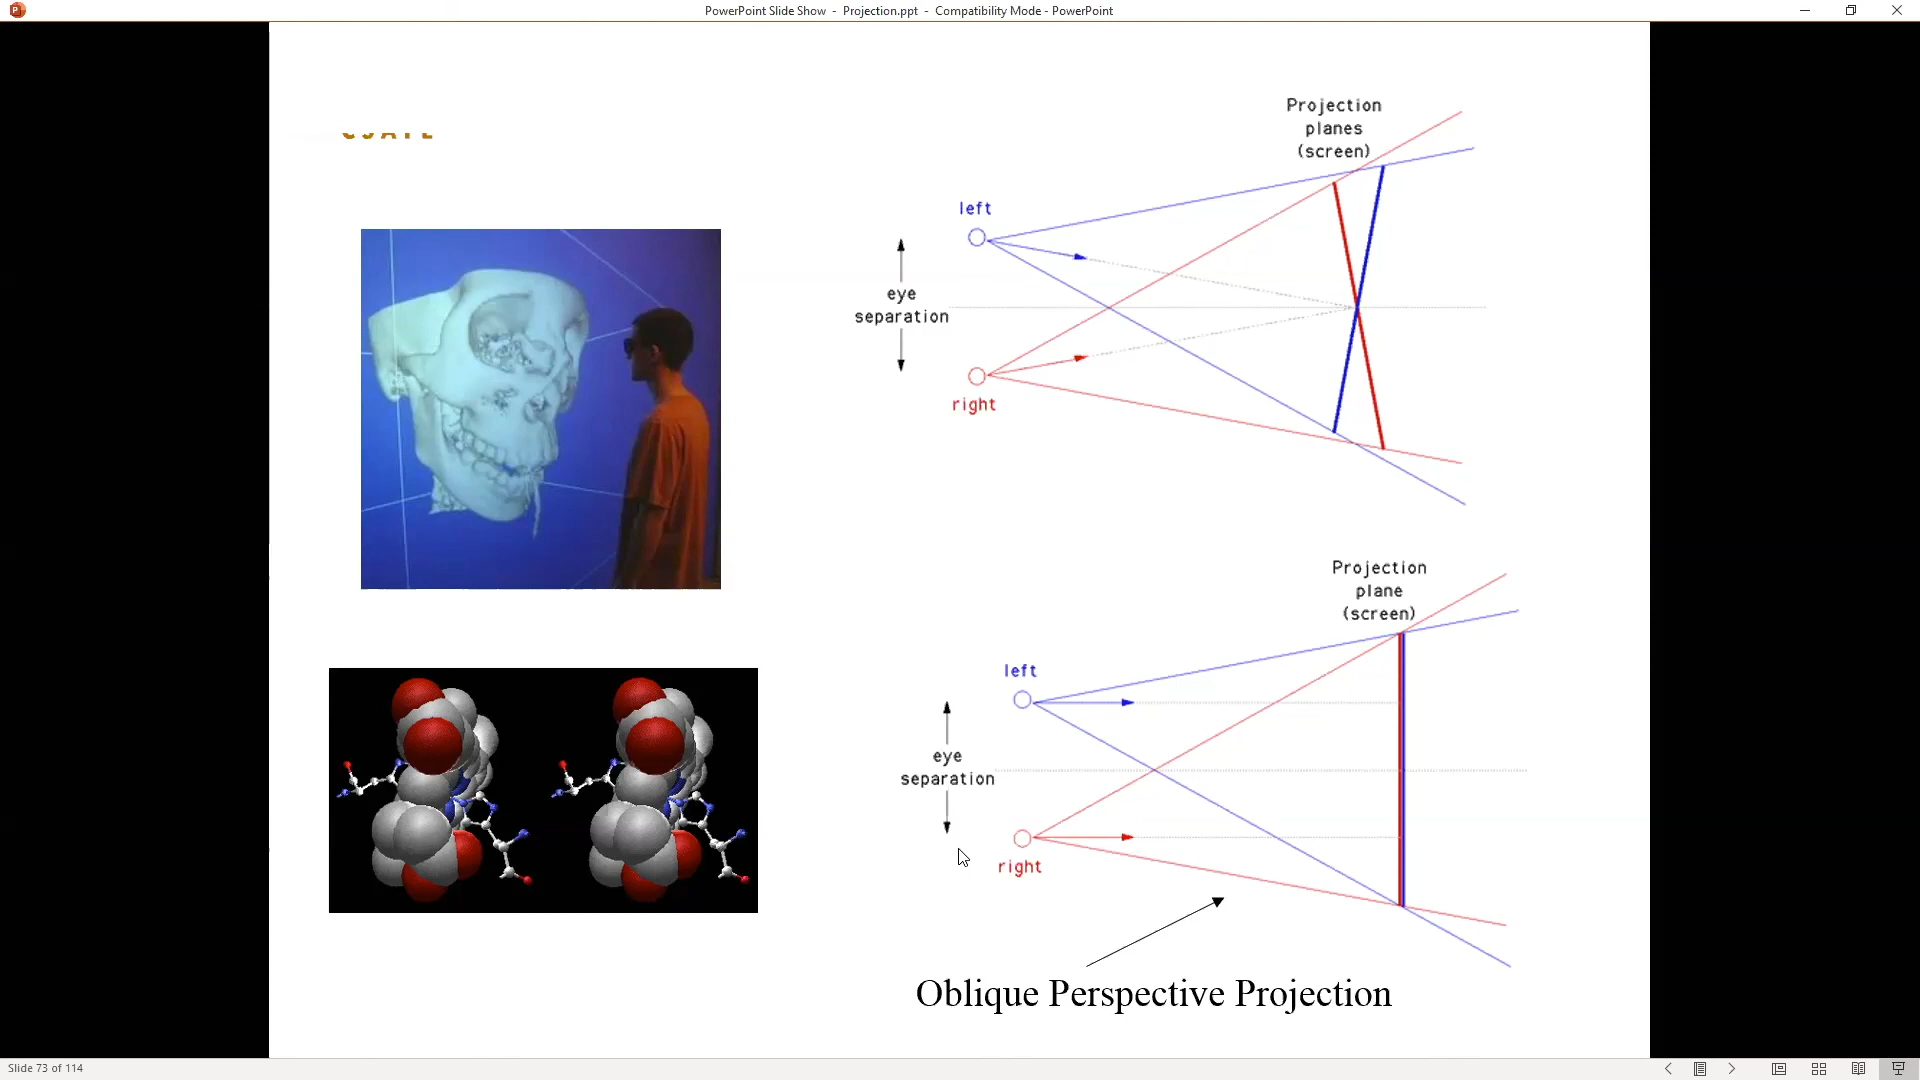 PowerPoint Slide Show - Projection.ppt - Compatibility Mode - PowerPoint
Projection
planes
(screen)
left
eye
separation
right
Projection
plane
(screen)
left
eye
separation
right
Oblique Perspective Projection
Slide 73 of 114